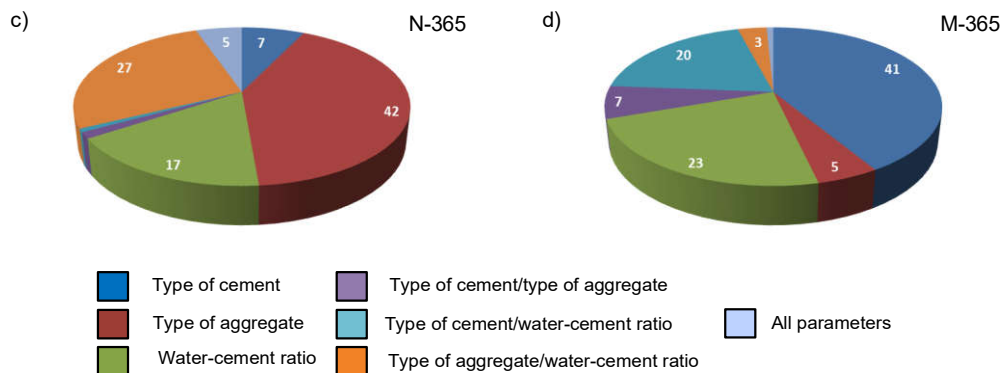 c)
N-365
5
7
27
42
17
d)
M-365
3
20
41
7
23
5
Type of cement
Type of cement/type of aggregate
Type of aggregate
Type of cement/water-cement ratio
All parameters
Water-cement ratio
Type of aggregate/water-cement ratio